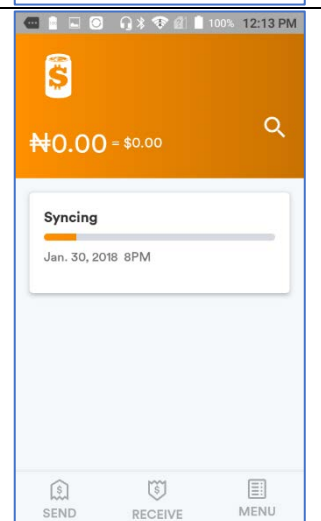 100% 12:13 PM
$
₦0.00 = $0.00
Syncing
Jan. 30, 2018 8PM
$ $
SEND RECEIVE MENU